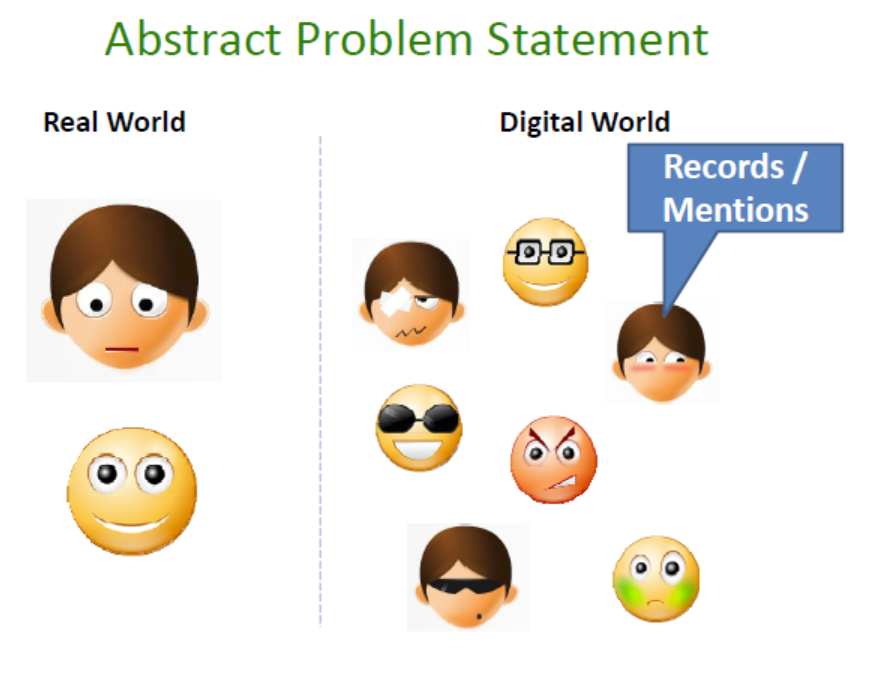 Abstract Problem Statement
Real World
Digital World
Records /
Mentions